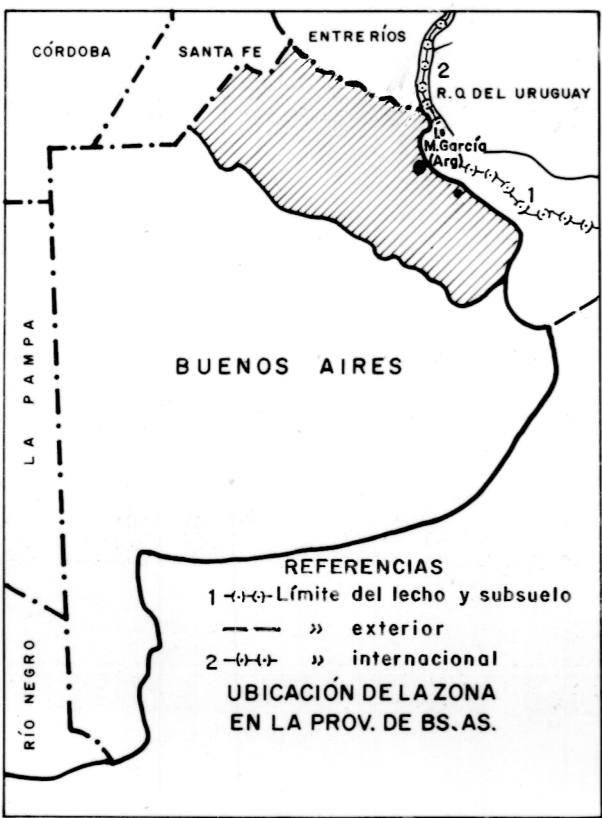 CÓRDOBA
SANTA FE
ENTRE RÍOS
2
R.O. DEL URUGUAY
I.
M. García
(Arg)
1
LA PAMPA
BUENOS AIRES
RÍO NEGRO
REFERENCIAS
1 Límite del lecho y subsuelo
» exterior
2 » internacional
UBICACIÓN DE LA ZONA
EN LA PROV. DE BS. AS.